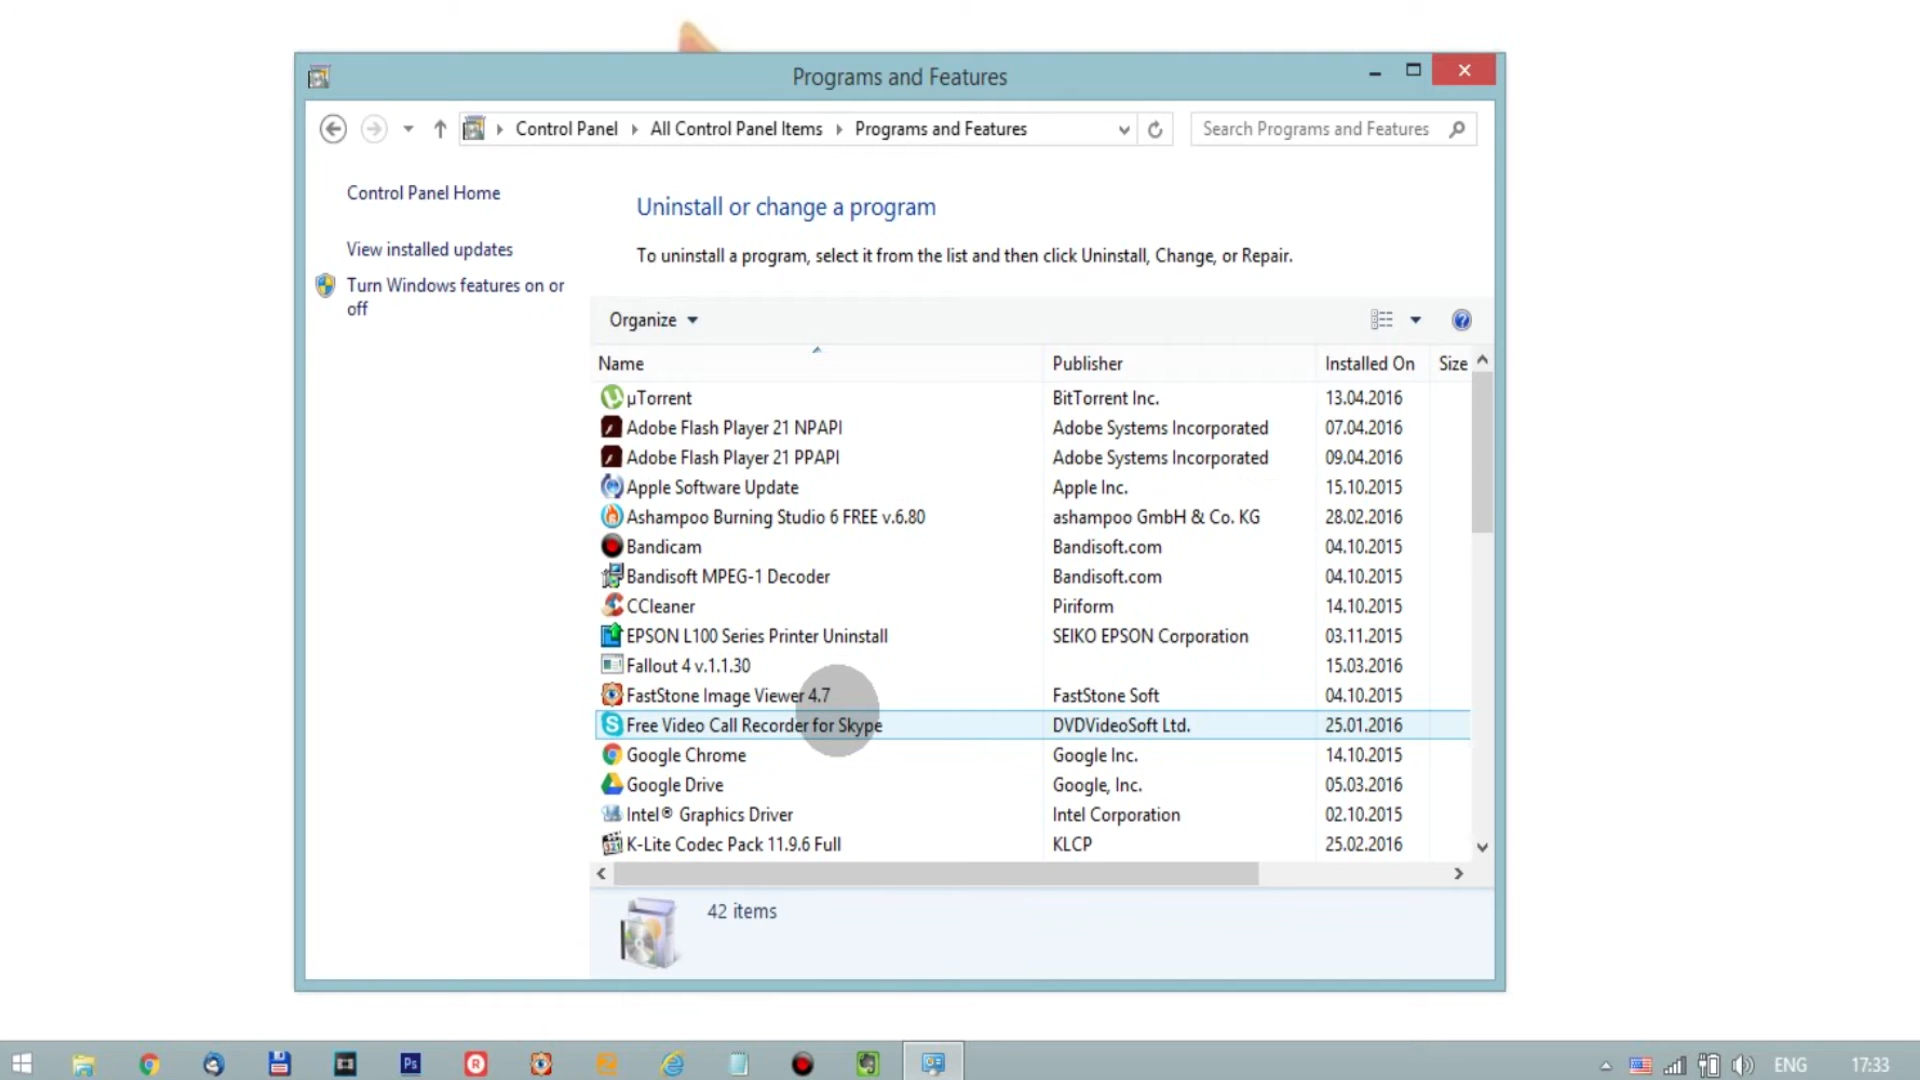 Programs and Features
Control Panel All Control Panel Items Programs and Features Search Programs and Features
Control Panel Home
View installed updates
Turn Windows features on or
off
Uninstall or change a program
To uninstall a program, select it from the list and then click Uninstall, Change, or Repair.
Organize
Name Publisher Installed On Size
µTorrent BitTorrent Inc. 13.04.2016
Adobe Flash Player 21 NPAPI Adobe Systems Incorporated 07.04.2016
Adobe Flash Player 21 PPAPI Adobe Systems Incorporated 09.04.2016
Apple Software Update Apple Inc. 15.10.2015
Ashampoo Burning Studio 6 FREE v.6.80 ashampoo GmbH & Co. KG 28.02.2016
Bandicam Bandisoft.com 04.10.2015
Bandisoft MPEG-1 Decoder Bandisoft.com 04.10.2015
CCleaner Piriform 14.10.2015
EPSON L100 Series Printer Uninstall SEIKO EPSON Corporation 03.11.2015
Fallout 4 v.1.1.30 15.03.2016
FastStone Image Viewer 4.7 FastStone Soft 04.10.2015
Free Video Call Recorder for Skype DVDVideoSoft Ltd. 25.01.2016
Google Chrome Google Inc. 14.10.2015
Google Drive Google, Inc. 05.03.2016
Intel® Graphics Driver Intel Corporation 02.10.2015
K-Lite Codec Pack 11.9.6 Full KLCP 25.02.2016
42 items
Ps R ENG 17:33